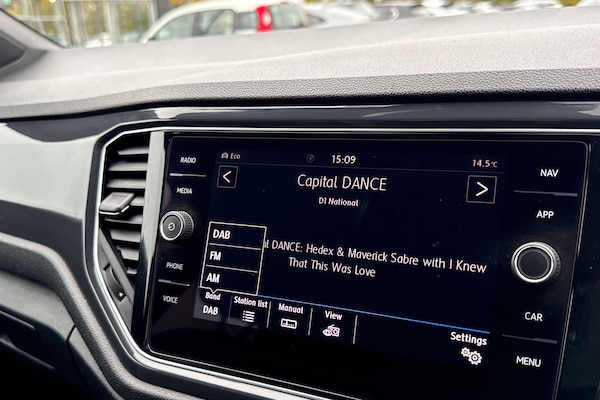 RADIO
MEDIA
PHONE
VOICE
Eco
15:09
14.5°C
Capital DANCE
D1 National
al DANCE: Hedex & Maverick Sabre with I Knew
That This Was Love
DAB
FM
AM
Band
DAB
Station list
Manual
View
Settings
NAV
APP
CAR
MENU